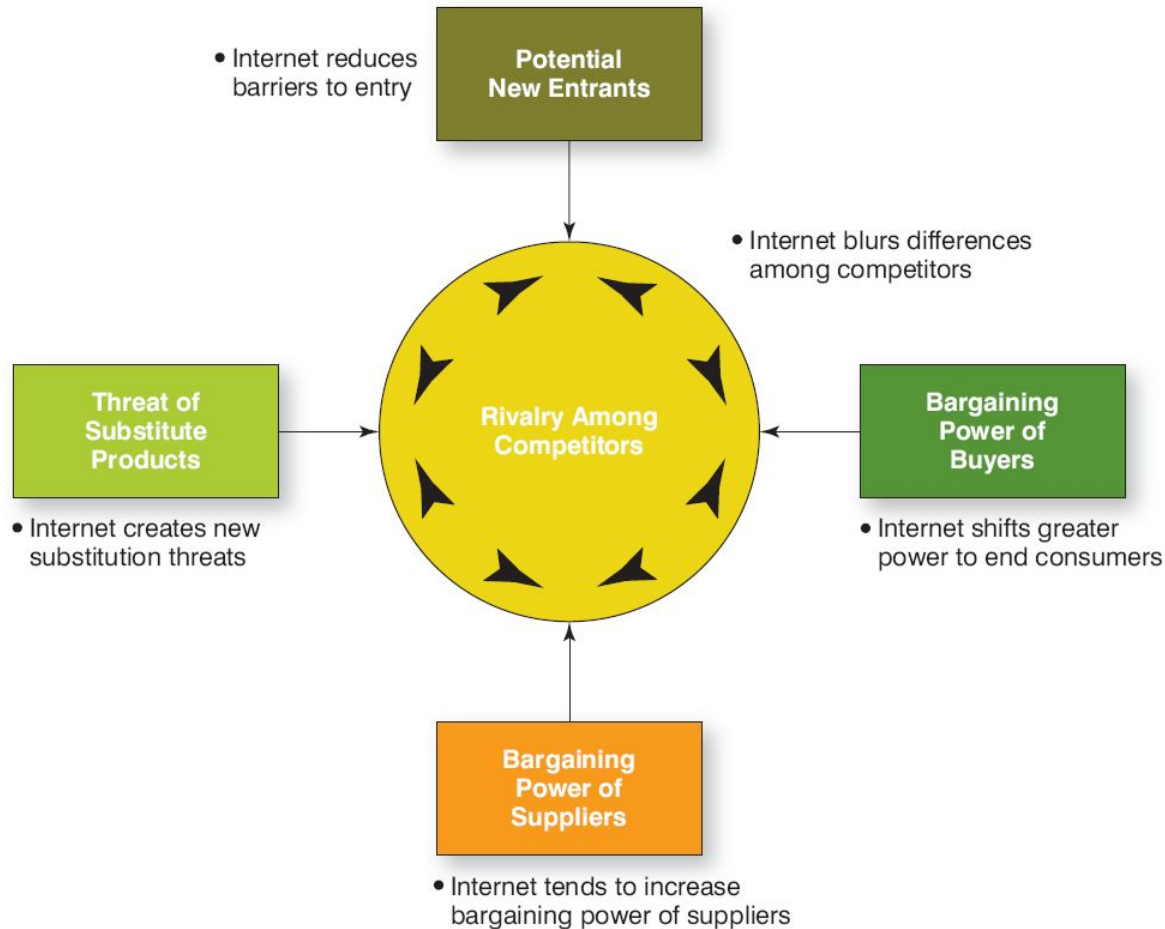 • Internet reduces
barriers to entry
Potential
New Entrants
• Internet blurs differences
among competitors
Threat of
Substitute
Products
Rivalry Among
Competitors
Bargaining
Power of
Buyers
• Internet creates new
substitution threats
• Internet shifts greater
power to end consumers
Bargaining
Power of
Suppliers
• Internet tends to increase
bargaining power of suppliers